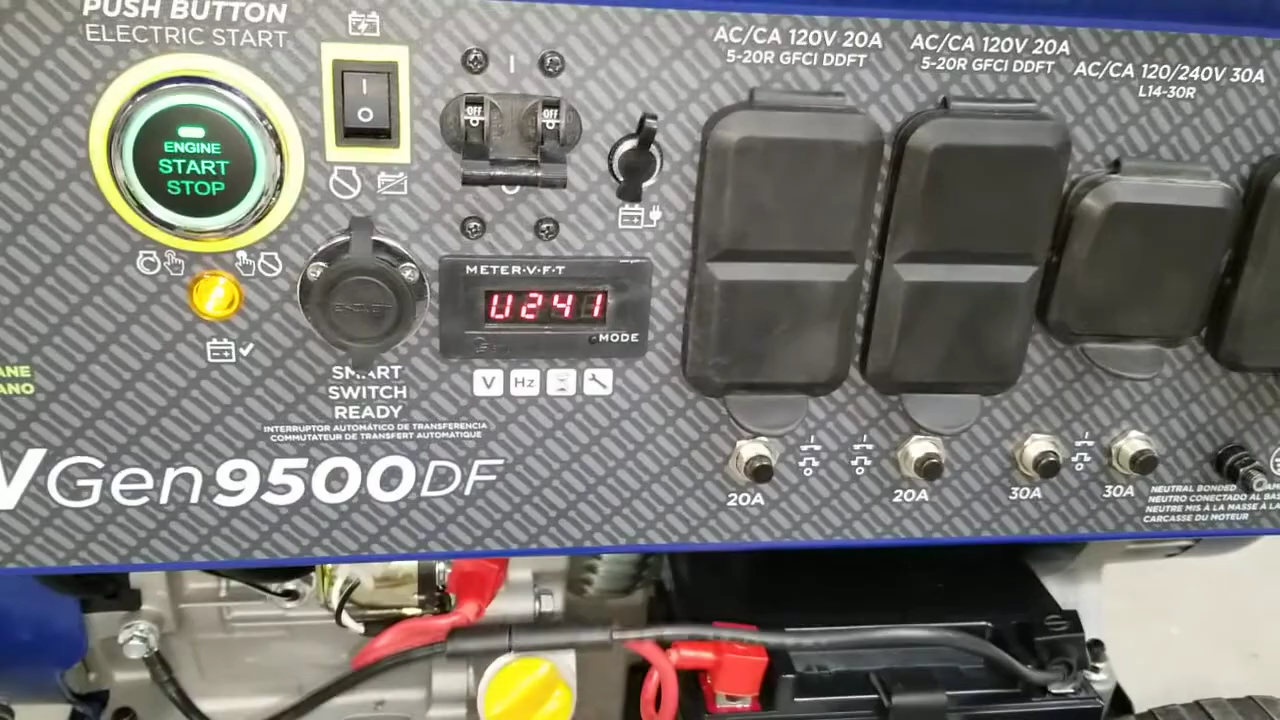 PUSH BUTTON
ELECTRIC START
ENGINE
START
STOP
OFF
OFF
AC/CA 120V 20A
5-20R GFCI DDFT
AC/CA 120V 20A
5-20R GFCI DDFT
AC/CA 120/240V 30A
L14-30R
METER·V·F·T
U241
MODE
V
Hz
SMART
SWITCH
READY
INTERRUPTOR AUTOMÁTICO DE TRANSFERENCIA
COMMUTATEUR DE TRANSFERT AUTOMATIQUE
ANE
ANO
WGen9500DF
20A
20A
30A
30A
NEUTRAL BONDED
NEUTRO CONECTADO AL BAS
NEUTRE MIS À LA MASSE À LA
CARCASSE DU MOTEUR